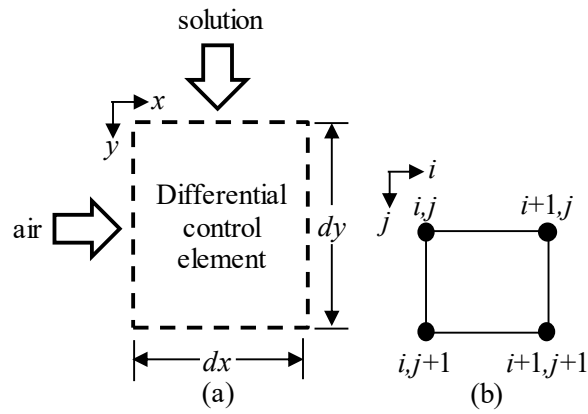 solution
x
y
air
Differential
control
element
dy
dx
(a)
i
j
i,j
i+1,j
i,j+1
i+1,j+1
(b)